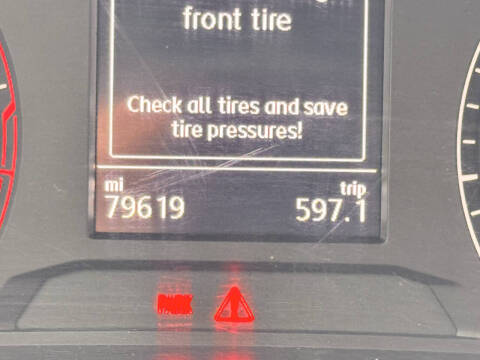 front tire
Check all tires and save
tire pressures!
mi trip
79619 597.1